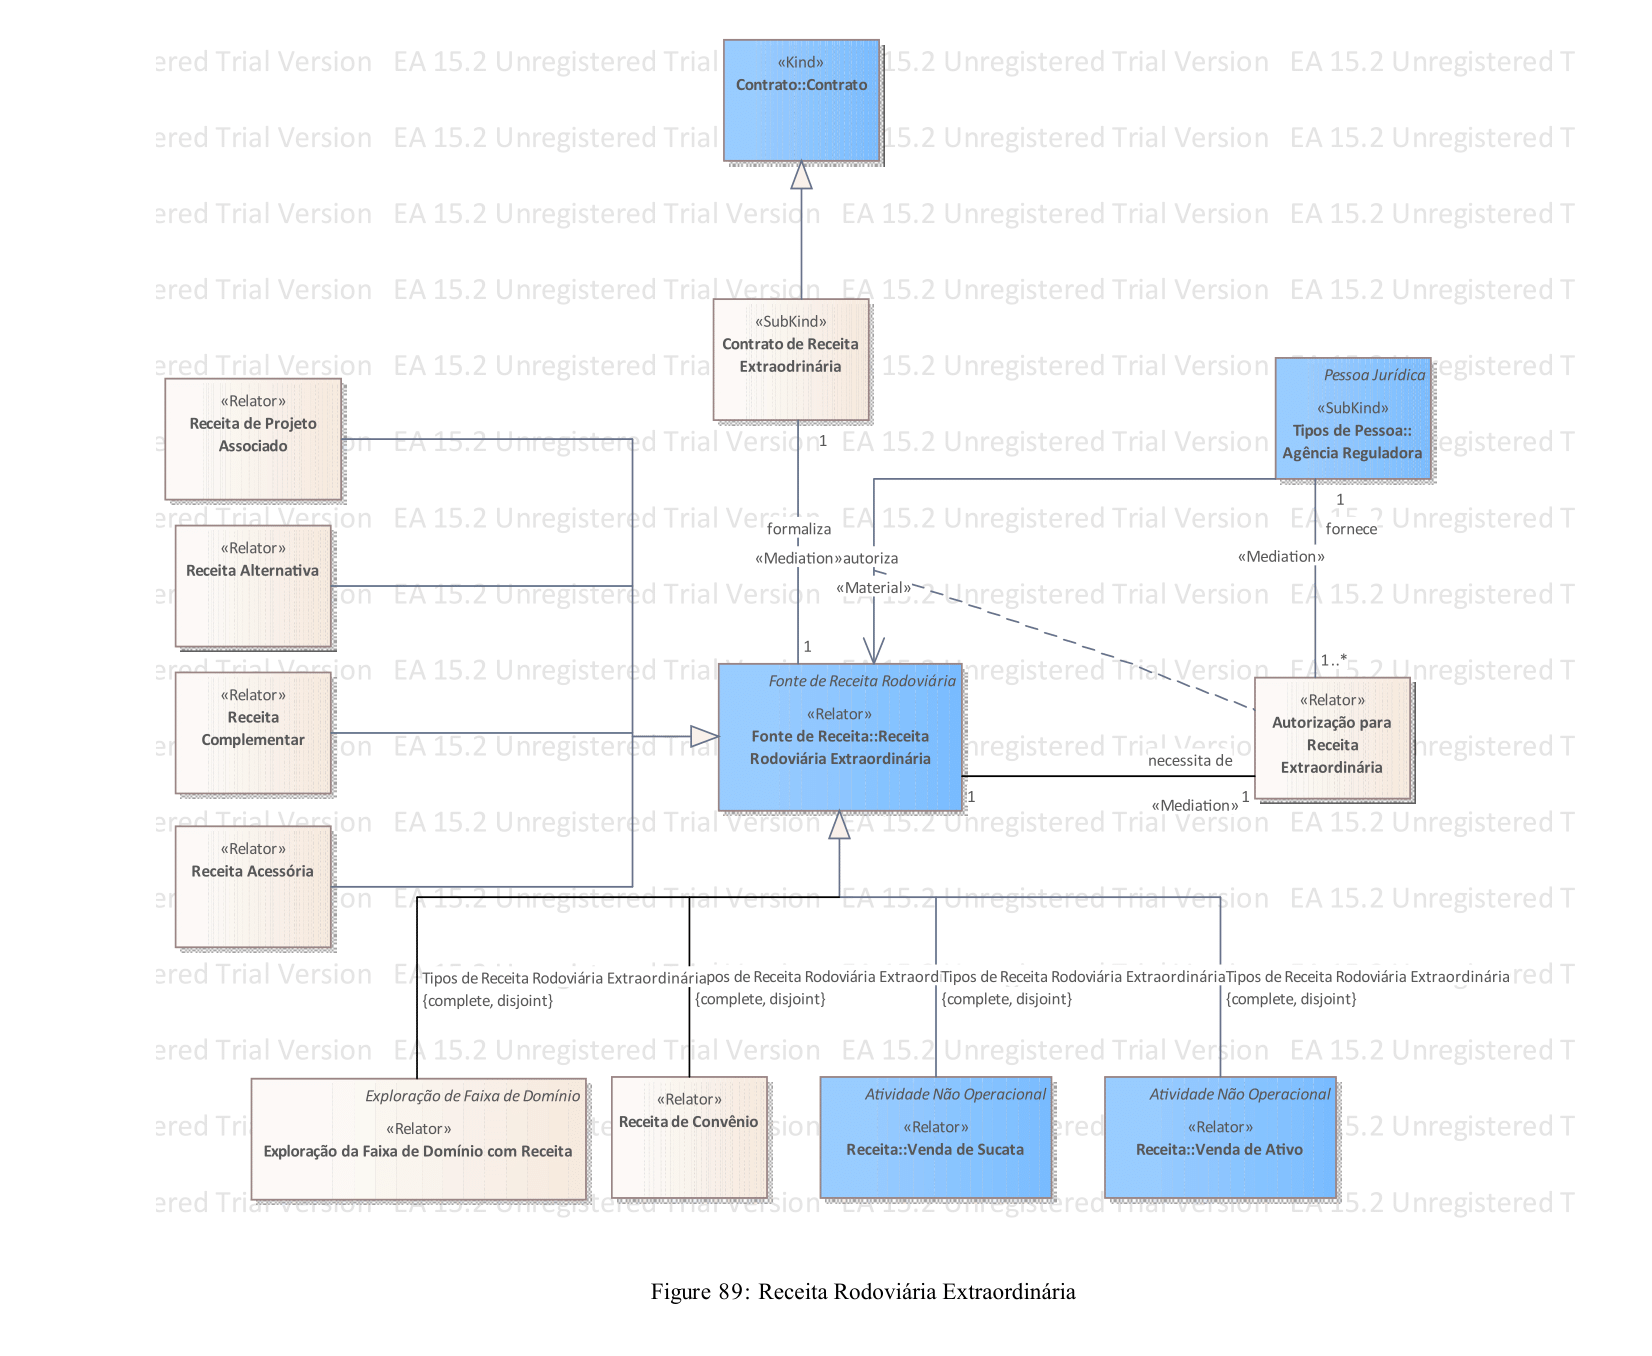 «Kind»
Contrato::Contrato
«SubKind»
Contrato de Receita
Extraodrinária
Pessoa Jurídica
«SubKind»
Tipos de Pessoa::
Agência Reguladora
«Relator»
Receita de Projeto
Associado
«Relator»
Receita Alternativa
«Relator»
Receita
Complementar
«Relator»
Receita Acessória
1
formaliza
«Mediation»
1
autoriza
«Material»
1
fornece
«Mediation»
1..*
Fonte de Receita Rodoviária
«Relator»
Fonte de Receita::Receita
Rodoviária Extraordinária
«Relator»
Autorização para
Receita
Extraordinária
necessita de
1
«Mediation»
1
Tipos de Receita Rodoviária Extraordinária
{complete, disjoint}
pos de Receita Rodoviária Extraord
{complete, disjoint}
Tipos de Receita Rodoviária Extraordinária
{complete, disjoint}
Tipos de Receita Rodoviária Extraordinária
{complete, disjoint}
Exploração de Faixa de Domínio
«Relator»
Exploração da Faixa de Domínio com Receita
«Relator»
Receita de Convênio
Atividade Não Operacional
«Relator»
Receita::Venda de Sucata
Atividade Não Operacional
«Relator»
Receita::Venda de Ativo
ered Trial Version EA 15.2 Unregistered Trial Version EA 15.2 Unregistered T
Figure 89: Receita Rodoviária Extraordinária